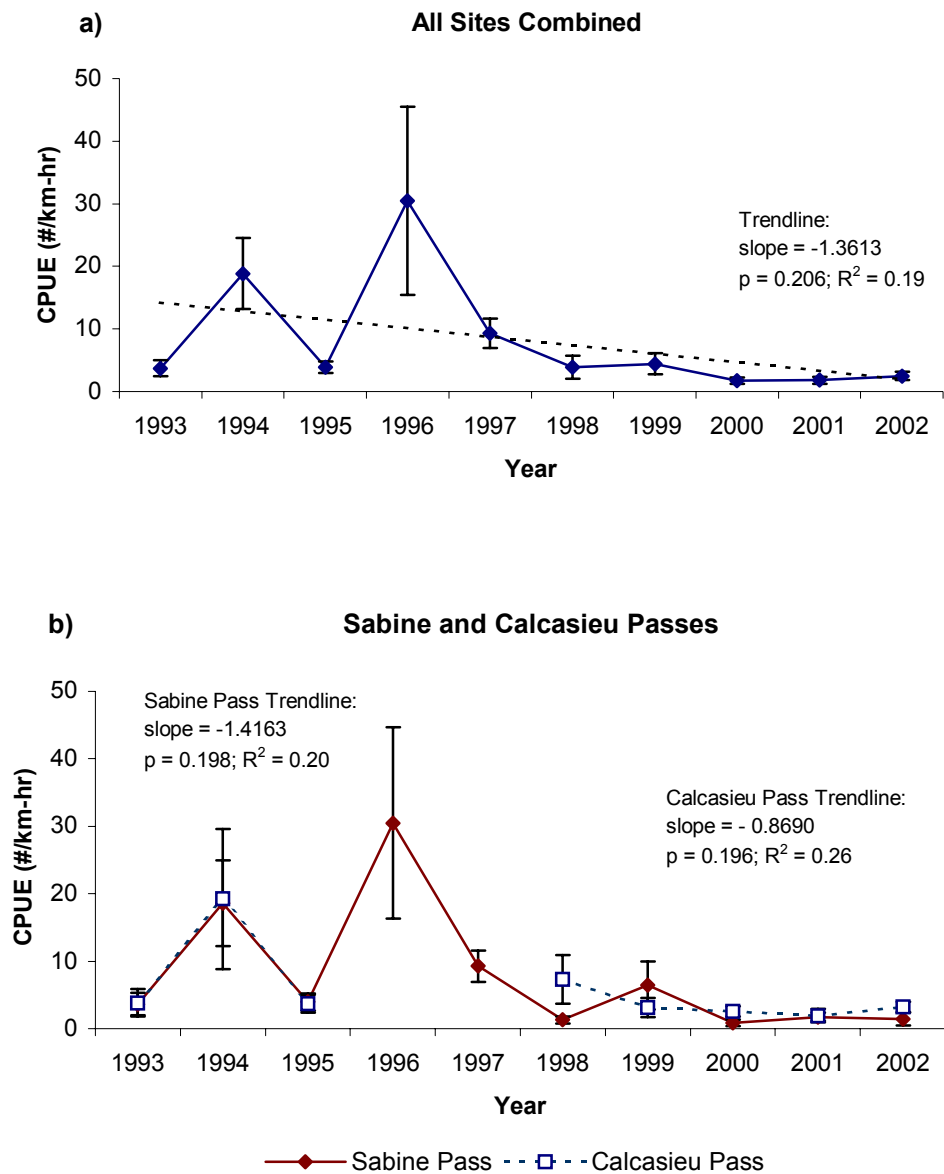 a) All Sites Combined
50
40
30
20
10
0
CPUE (#/km-hr)
Trendline:
slope = -1.3613
p = 0.206; R² = 0.19
1993 1994 1995 1996 1997 1998 1999 2000 2001 2002
Year
b) Sabine and Calcasieu Passes
50
40
30
20
10
0
CPUE (#/km-hr)
Sabine Pass Trendline:
slope = -1.4163
p = 0.198; R² = 0.20
Calcasieu Pass Trendline:
slope = - 0.8690
p = 0.196; R² = 0.26
1993 1994 1995 1996 1997 1998 1999 2000 2001 2002
Year
Sabine Pass Calcasieu Pass